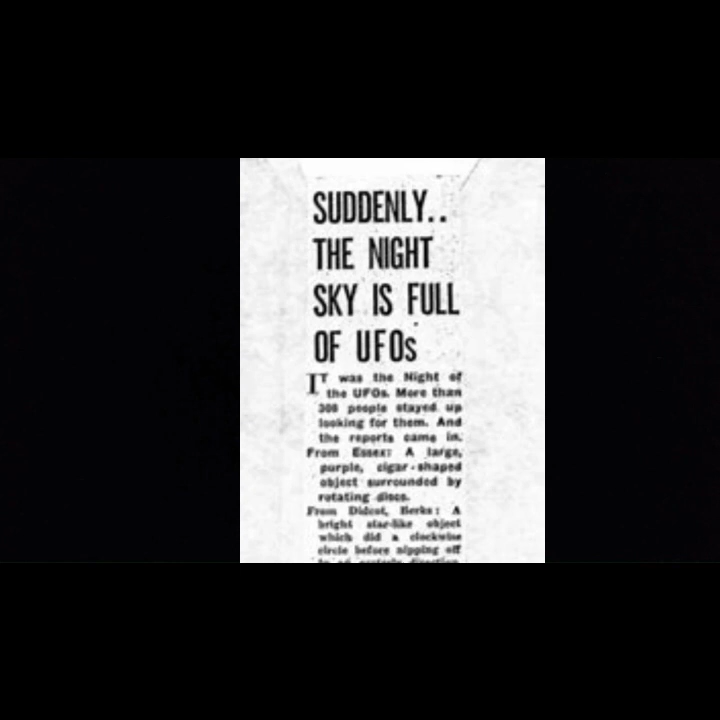 SUDDENLY..
THE NIGHT
SKY IS FULL
OF UFOs
IT was the Night of
the UFOs. More than
300 people stayed up
looking for them. And
the reports came in.
From Essex: A large,
purple, cigar-shaped
object surrounded by
rotating discs.
From Didcot, Berks: A
bright star-like object
which did a clockwise
circle before nipping off
direction.